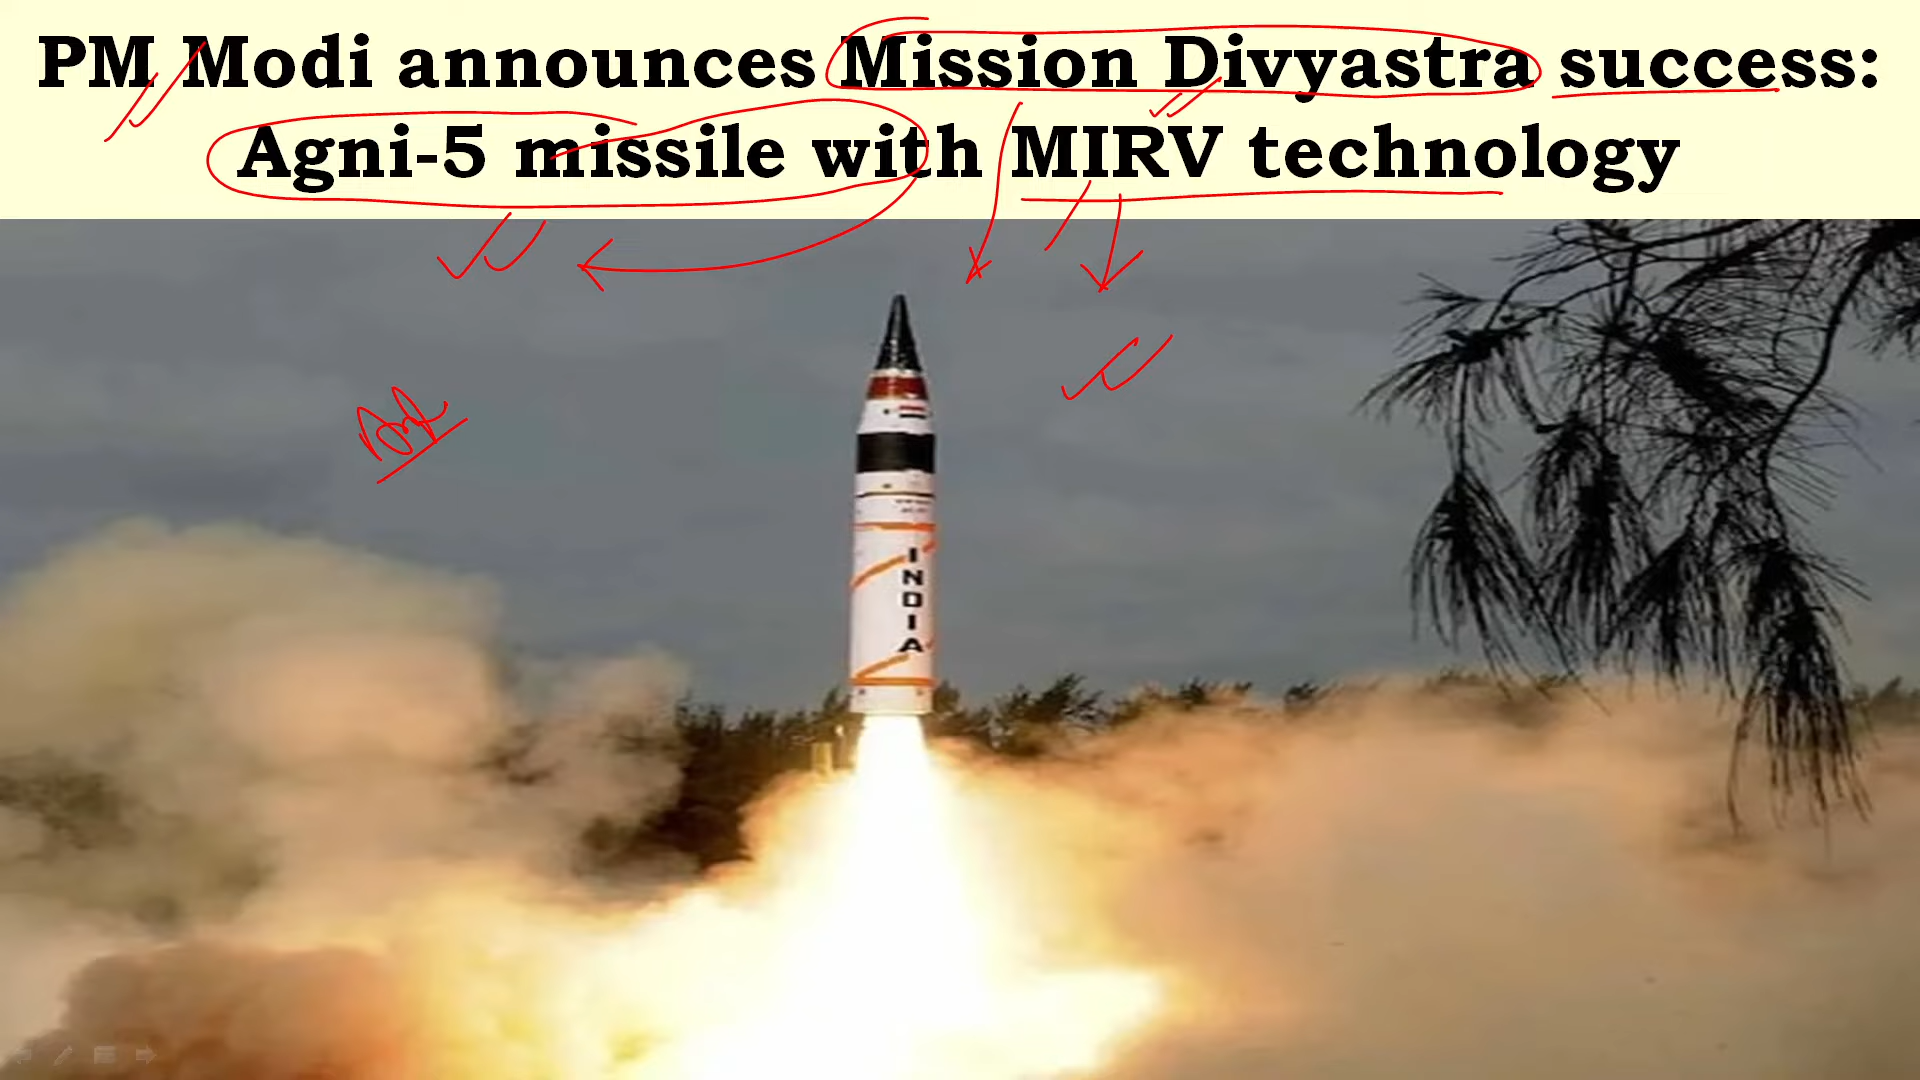 PM Modi announces Mission Divyastra success:
Agni-5 missile with MIRV technology
INDIA